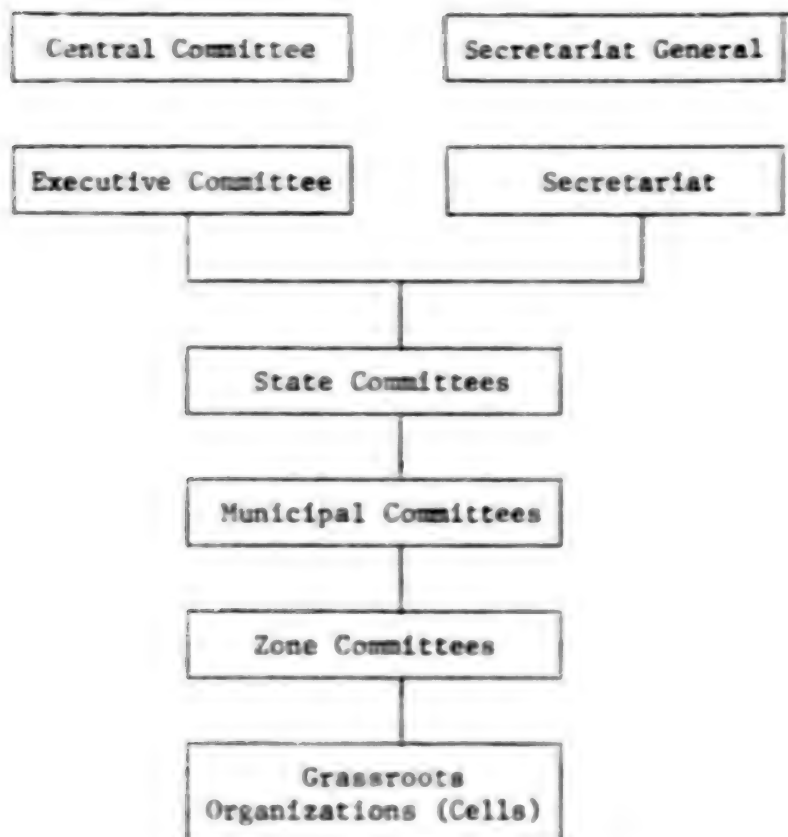 Central Committee
Secretariat General
Executive Committee
Secretariat
State Committees
Municipal Committees
Zone Committees
Grassroots
Organizations (Cells)